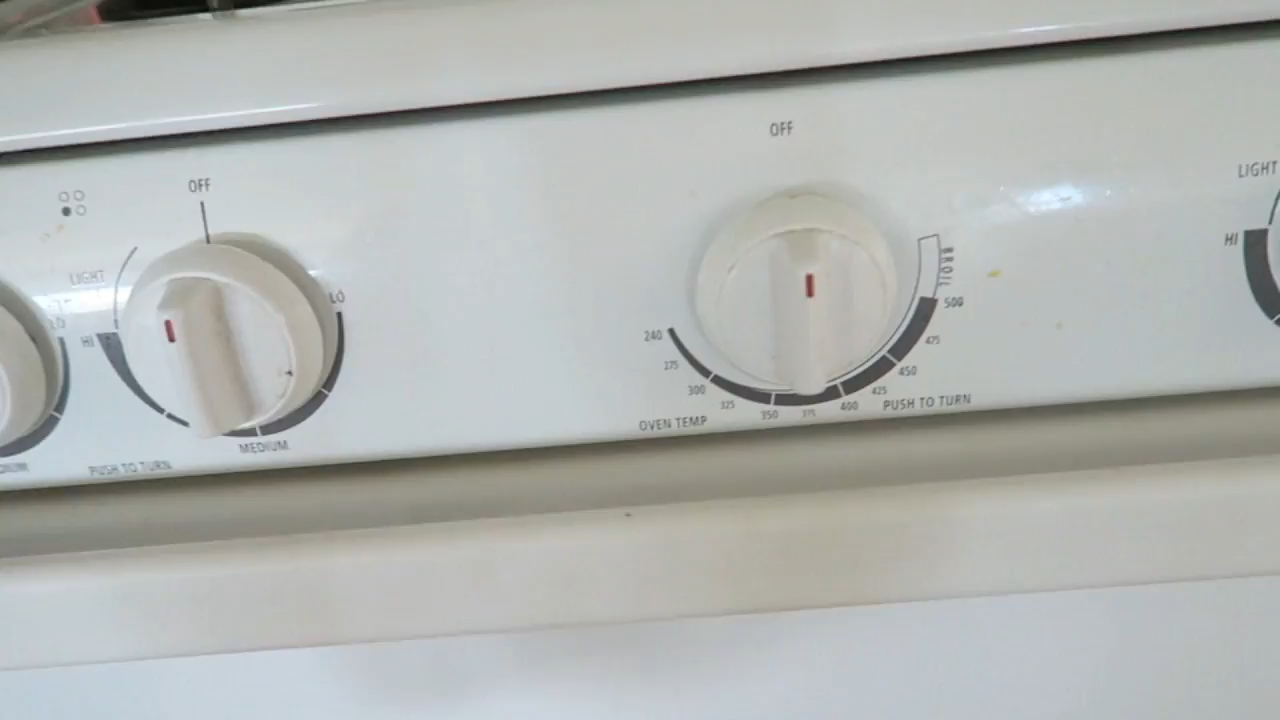 OFF
LIGHT
HI
LO
MEDIUM
PUSH TO TURN
LO
OFF
BROIL
500
475
450
425
400
375
350
325
300
275
240
OVEN TEMP
PUSH TO TURN
LIGHT
HI